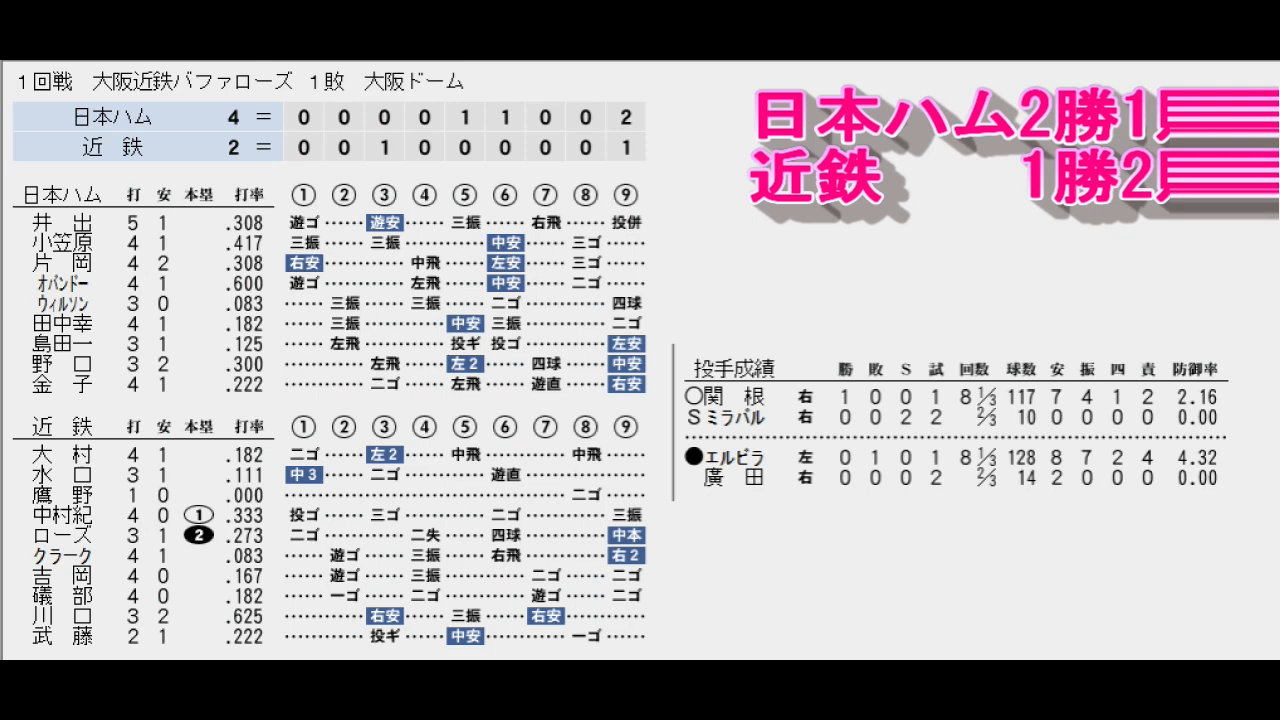 1回戦 大阪近鉄バファローズ 1敗 大阪ドーム
日本ハム 4 = 0 0 0 0 1 1 0 0 2
近 鉄 2 = 0 0 1 0 0 0 0 0 1
日本ハム2勝1
近鉄 1勝2
日本ハム 打 安 本塁 打率 ① ② ③ ④ ⑤ ⑥ ⑦ ⑧ ⑨
井 出 5 1 .308 遊ゴ …… 遊安 …… 三振 …… 右飛 …… 投併
小笠原 4 1 .417 三振 …… 三振 ………… 中安 …… 三ゴ ……
片 岡 4 2 .308 右安 ………… 中飛 …… 左安 …… 三ゴ ……
オバンドー 4 1 .600 遊ゴ ………… 左飛 …… 中安 …… 二ゴ ……
ウィルソン 3 0 .083 …… 三振 …… 三振 …… 二ゴ ………… 四球
田中幸 4 1 .182 …… 三振 ………… 中安 三振 ………… 二ゴ
島田一 3 1 .125 …… 左飛 ………… 投ギ 投ゴ ………… 左安
野 口 3 2 .300 ………… 左飛 …… 左2 …… 四球 …… 中安
金 子 4 1 .222 ………… 二ゴ …… 左飛 …… 遊直 …… 右安
近 鉄 打 安 本塁 打率 ① ② ③ ④ ⑤ ⑥ ⑦ ⑧ ⑨
大 村 4 1 .182 二ゴ …… 左2 …… 中飛 ………… 中飛 ……
水 口 3 1 .111 中3 …… 二ゴ ………… 遊直 ………………
鷹 野 1 0 .000 ………………………………… 二ゴ ……
中村紀 4 0 ① .333 投ゴ …… 三ゴ ………… 二ゴ ………… 三振
ローズ 3 1 ❷ .273 二ゴ ………… 二失 …… 四球 ………… 中本
クラーク 4 1 .083 …… 遊ゴ …… 三振 …… 右飛 ………… 右2
吉 岡 4 0 .167 …… 遊ゴ …… 三振 ………… 二ゴ …… 二ゴ
礒 部 4 0 .182 …… 一ゴ …… 二ゴ ………… 遊ゴ …… 二ゴ
川 口 3 2 .625 ………… 右安 …… 三振 …… 右安 …………
武 藤 2 1 .222 ………… 投ギ …… 中安 ………… 一ゴ ……
投手成績 勝 敗 S 試 回数 球数 安 振 四 責 防御率
○関 根 右 1 0 0 1 8 1/3 117 7 4 1 2 2.16
Sミラバル 右 0 0 2 2 2/3 10 0 0 0 0 0.00
●エルビラ 左 0 1 0 1 8 1/3 128 8 7 2 4 4.32
廣 田 右 0 0 0 2 2/3 14 2 0 0 0 0.00